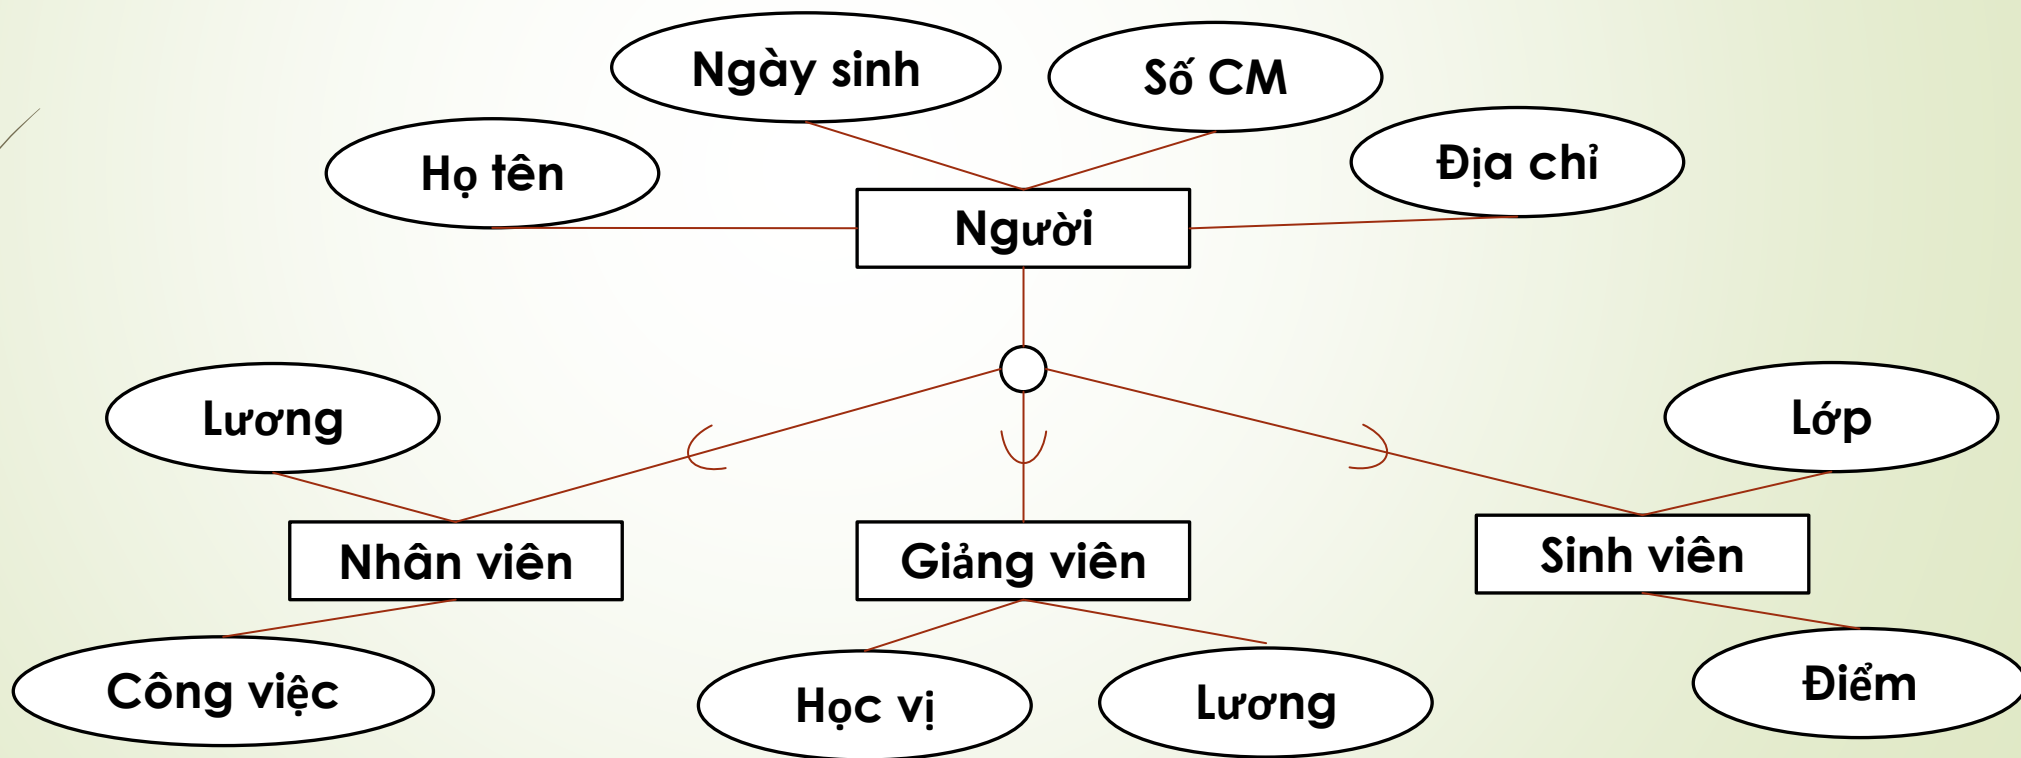 Ngày sinh
Số CM
Họ tên
Địa chỉ
Người
Lương
Lớp
Nhân viên
Giảng viên
Sinh viên
Công việc
Học vị
Lương
Điểm